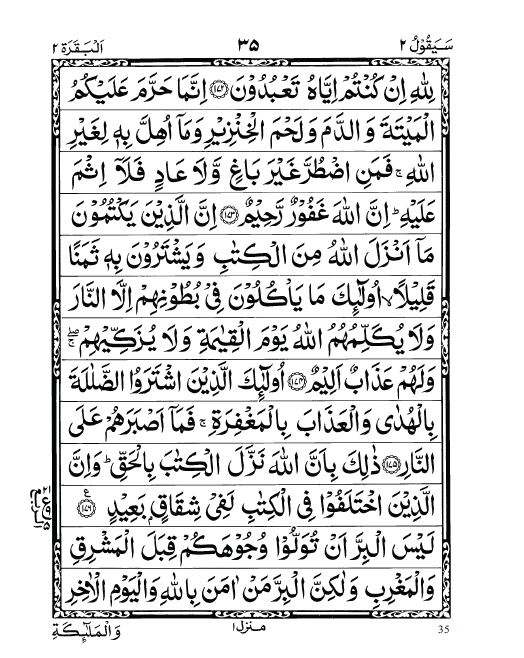 سَيَقُوۡلُ ٢ ٣٥ اَلۡبَقَرَة ٢
لِلّٰهِ اِنۡ كُنۡتُمۡ اِيَّاهُ تَعۡبُدُوۡنَ ﴿١٧٢﴾ اِنَّمَا حَرَّمَ عَلَيۡكُمُ
الۡمَيۡتَةَ وَ الدَّمَ وَ لَحۡمَ الۡخِنۡزِيۡرِ وَمَاۤ اُهِلَّ بِهٖ لِغَيۡرِ
اللّٰهِ ۚ فَمَنِ اضۡطُرَّ غَيۡرَ بَاغٍ وَّلَا عَادٍ فَلَاۤ اِثۡمَ
عَلَيۡهِ ؕ اِنَّ اللّٰهَ غَفُوۡرٌ رَّحِيۡمٌ ﴿١٧٣﴾ اِنَّ الَّذِيۡنَ يَكۡتُمُوۡنَ
مَاۤ اَنۡزَلَ اللّٰهُ مِنَ الۡكِتٰبِ وَ يَشۡتَرُوۡنَ بِهٖ ثَمَنًا
قَلِيۡلًا ۙ اُولٰٓئِكَ مَا يَاۡكُلُوۡنَ فِىۡ بُطُوۡنِهِمۡ اِلَّا النَّارَ
وَلَا يُكَلِّمُهُمُ اللّٰهُ يَوۡمَ الۡقِيٰمَةِ وَلَا يُزَکِّيۡهِمۡ ۖۚ
وَلَهُمۡ عَذَابٌ اَلِيۡمٌ ﴿١٧٤﴾ اُولٰٓئِكَ الَّذِيۡنَ اشۡتَرَوُا الضَّلٰلَةَ
بِالۡهُدٰى وَالۡعَذَابَ بِالۡمَغۡفِرَةِ ۚ فَمَاۤ اَصۡبَرَهُمۡ عَلَى
النَّارِ ﴿١٧٥﴾ ذٰلِكَ بِاَنَّ اللّٰهَ نَزَّلَ الۡكِتٰبَ بِالۡحَقِّ ؕ وَاِنَّ
الَّذِيۡنَ اخۡتَلَفُوۡا فِى الۡكِتٰبِ لَفِىۡ شِقَاقٍۢ بَعِيۡدٍ ﴿١٧٦﴾ ع
لَيۡسَ الۡبِرَّ اَنۡ تُوَلُّوۡا وُجُوۡهَكُمۡ قِبَلَ الۡمَشۡرِقِ
وَالۡمَغۡرِبِ وَلٰـكِنَّ الۡبِرَّ مَنۡ اٰمَنَ بِاللّٰهِ وَالۡيَوۡمِ الۡاٰخِرِ
وَالۡمَلٰٓئِكَةِ منزل ١ 35